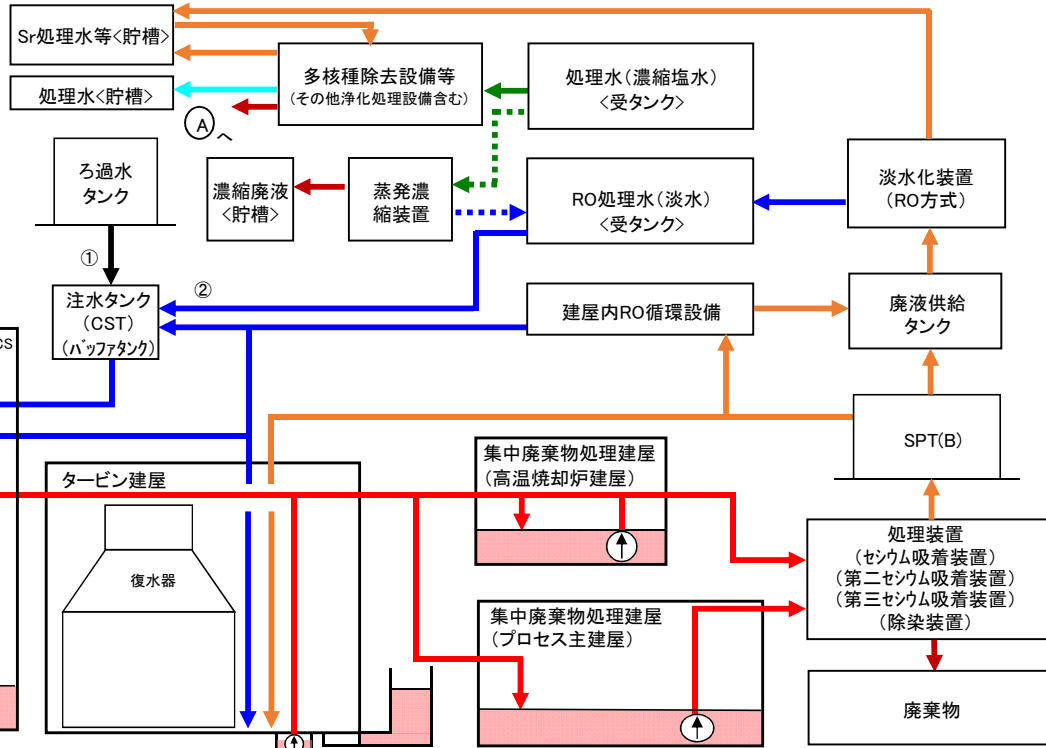 Sr処理水等<貯槽>
多核種除去設備等
(その他浄化処理設備含む)
処理水(濃縮塩水)
<受タンク>
処理水<貯槽>
A
へ
ろ過水
タンク
濃縮廃液
<貯槽>
蒸発濃
縮装置
RO処理水(淡水)
<受タンク>
淡水化装置
(RO方式)
①
②
注水タンク
(CST)
(バッファタンク)
建屋内RO循環設備
廃液供給
タンク
CS
SPT(B)
タービン建屋
集中廃棄物処理建屋
(高温焼却炉建屋)
復水器
処理装置
(セシウム吸着装置)
(第二セシウム吸着装置)
(第三セシウム吸着装置)
(除染装置)
集中廃棄物処理建屋
(プロセス主建屋)
廃棄物